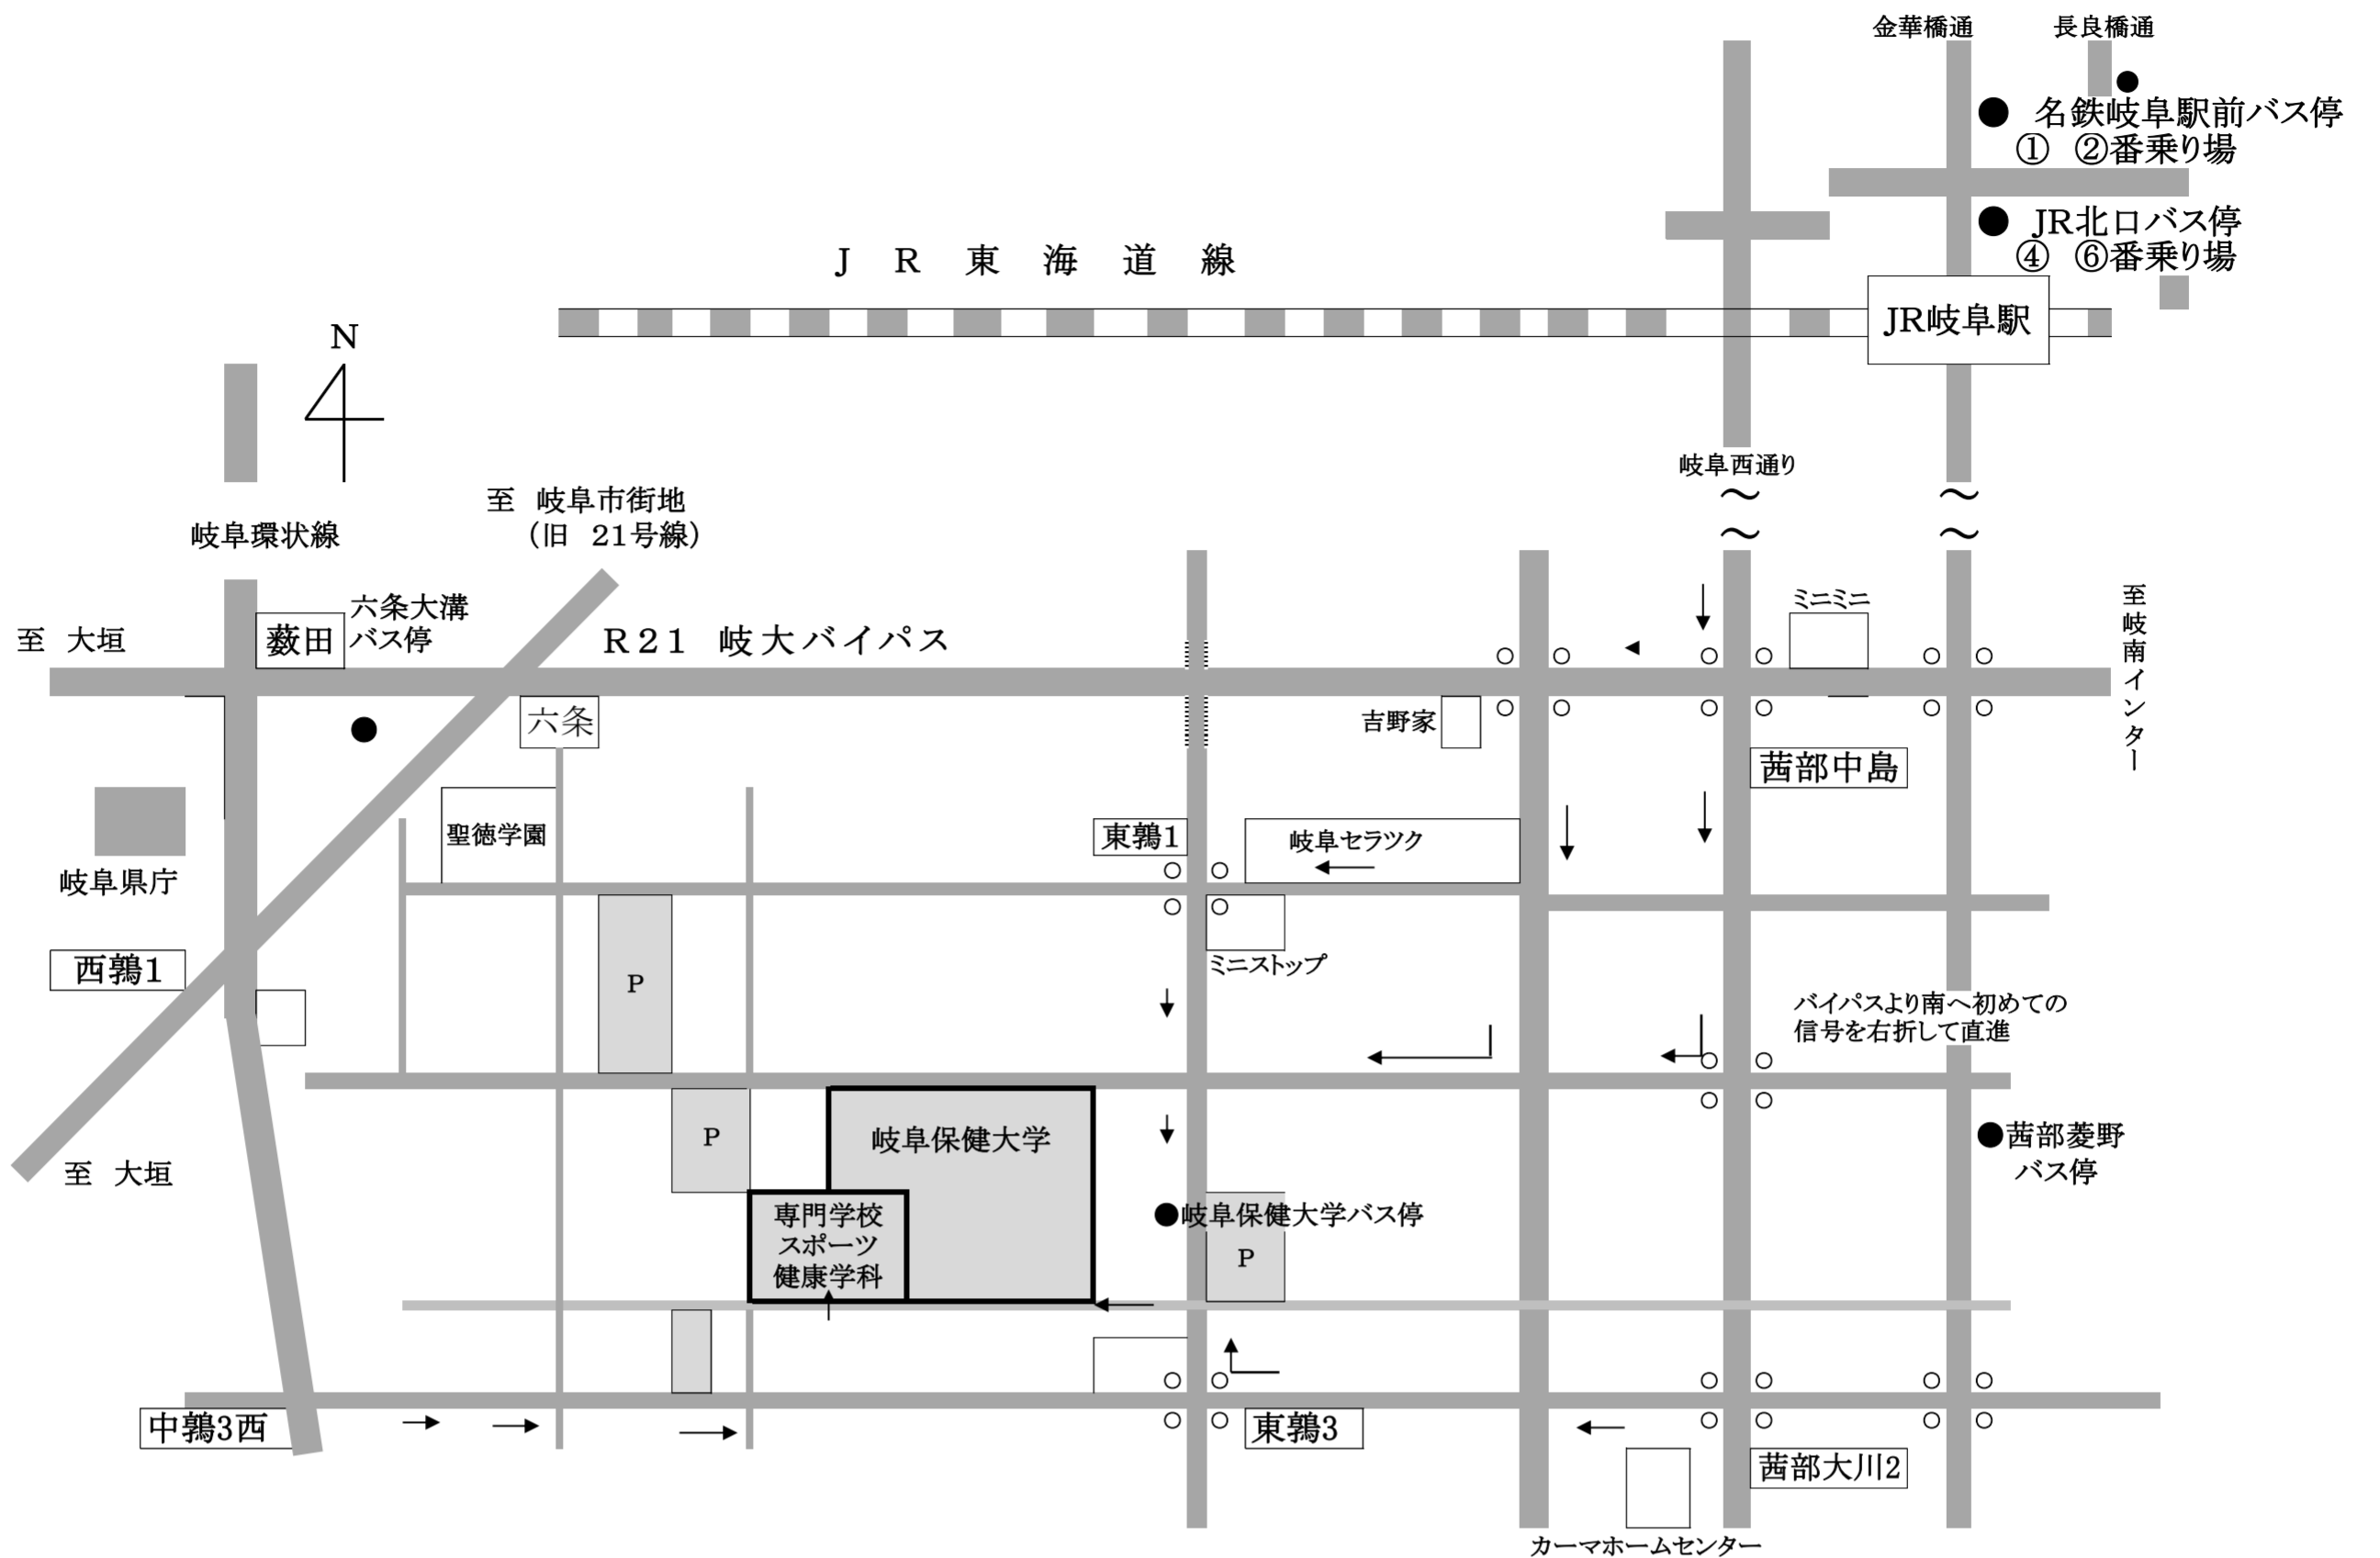 金華橋通
長良橋通
● 名鉄岐阜駅前バス停
① ②番乗り場
● JR北口バス停
④ ⑥番乗り場
JR東海道線
JR岐阜駅
N
岐阜西通り
～ ～
～ ～
至 岐阜市街地
（旧 21号線）
岐阜環状線
至 大垣
薮田
六条大溝
バス停
R21 岐大バイパス
ミニミニ
至岐南インター
六条
吉野家
茜部中島
聖徳学園
東鶉1
岐阜セラツク
岐阜県庁
西鶉1
P
ミニストップ
バイパスより南へ初めての
信号を右折して直進
P
岐阜保健大学
●茜部菱野
バス停
至 大垣
専門学校
スポーツ
健康学科
●岐阜保健大学バス停
P
中鶉3西
東鶉3
茜部大川2
カーマホームセンター